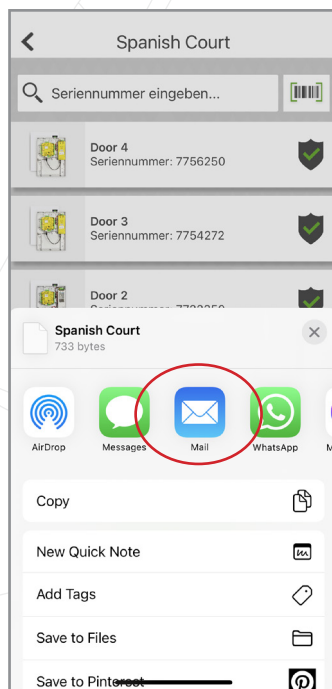 Spanish Court
Seriennummer eingeben...
Door 4
Seriennummer: 7756250
Door 3
Seriennummer: 7754272
Door 2
Spanish Court
733 bytes
AirDrop
Messages
Mail
WhatsApp
Copy
New Quick Note
Add Tags
Save to Files
Save to Pinterest